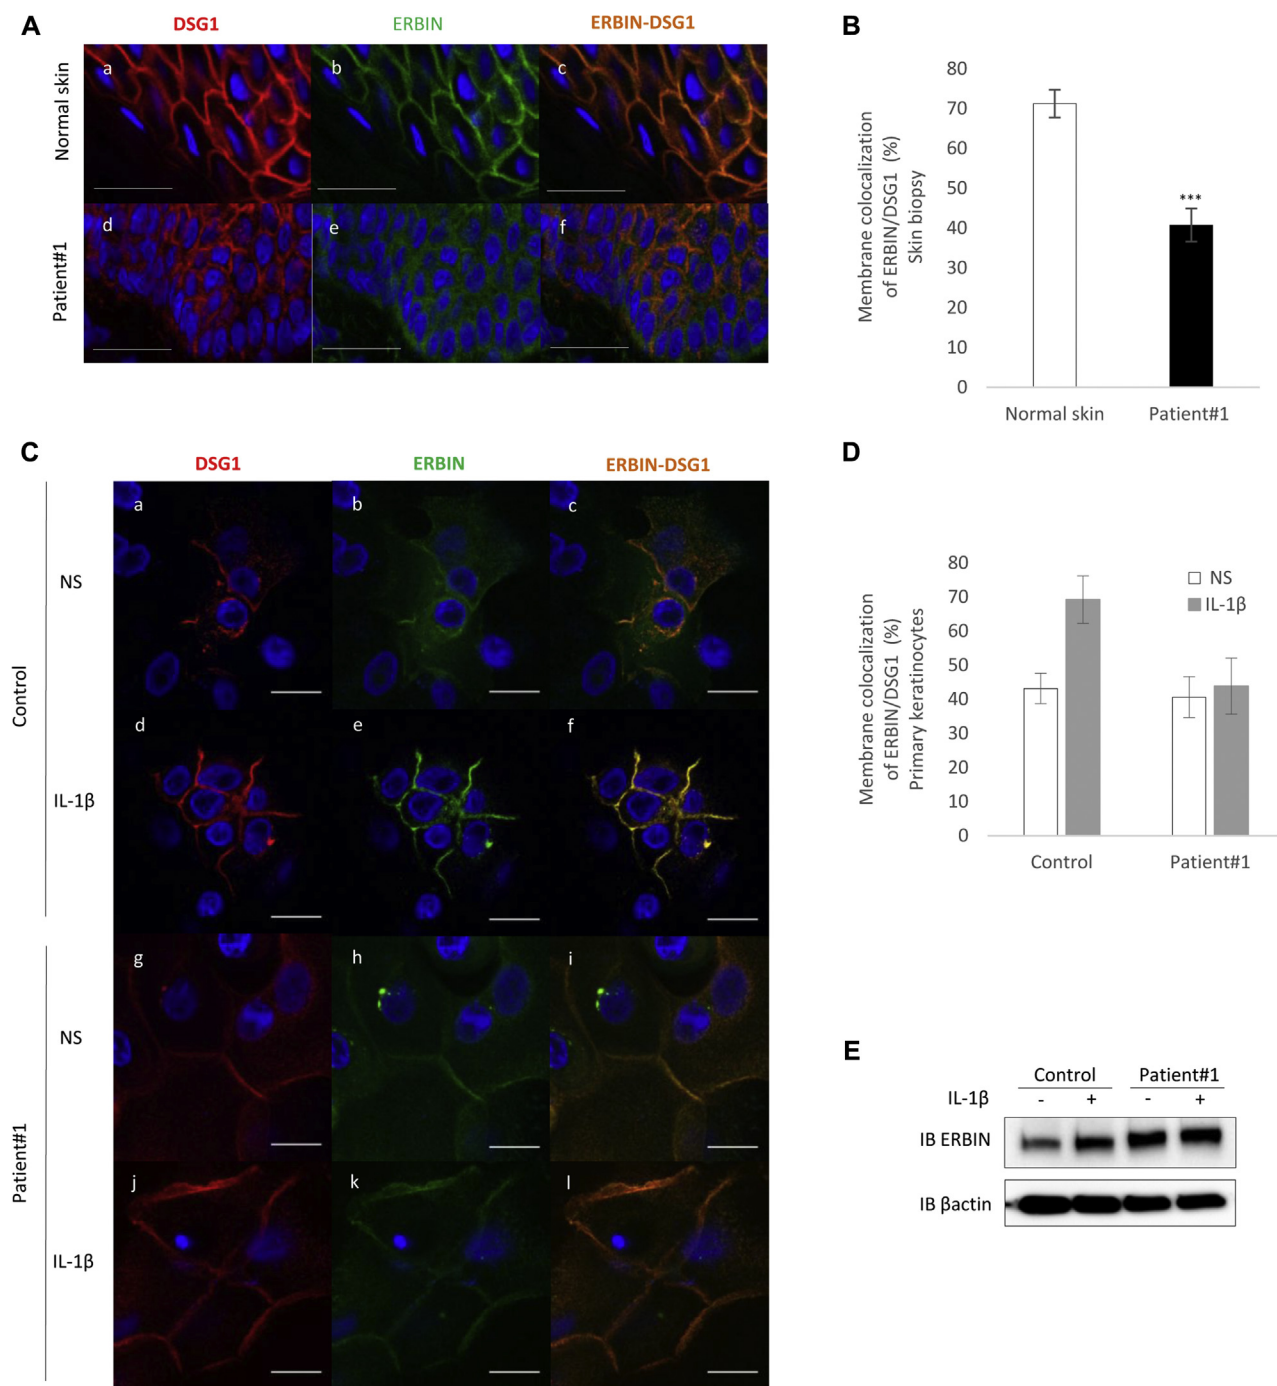 A
DSG1
ERBIN
ERBIN-DSG1
Normal skin
a
b
c
Patient#1
d
e
f
B
Membrane colocalization
of ERBIN/DSG1 (%)
Skin biopsy
80
70
60
50
40
30
20
10
0
***
Normal skin
Patient#1
C
DSG1
ERBIN
ERBIN-DSG1
Control
NS
a
b
c
IL-1β
d
e
f
Patient#1
NS
g
h
i
IL-1β
j
k
l
D
Membrane colocalization
of ERBIN/DSG1 (%)
Primary keratinocytes
80
70
60
50
40
30
20
10
0
NS
IL-1β
Control
Patient#1
E
Control
Patient#1
IL-1β - + - +
IB ERBIN
IB βactin